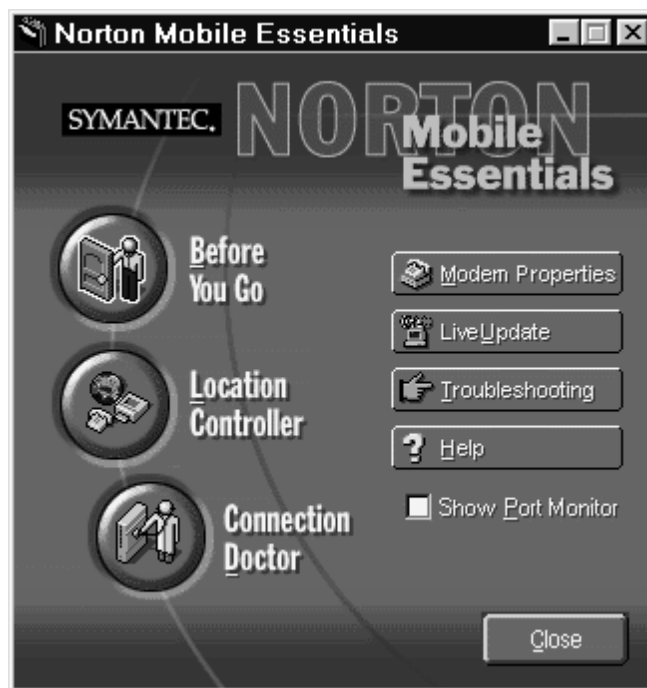 Norton Mobile Essentials
SYMANTEC.
NORTON
Mobile
Essentials
Before
You Go
Location
Controller
Connection
Doctor
Modem Properties
LiveUpdate
Troubleshooting
Help
Show Port Monitor
Close